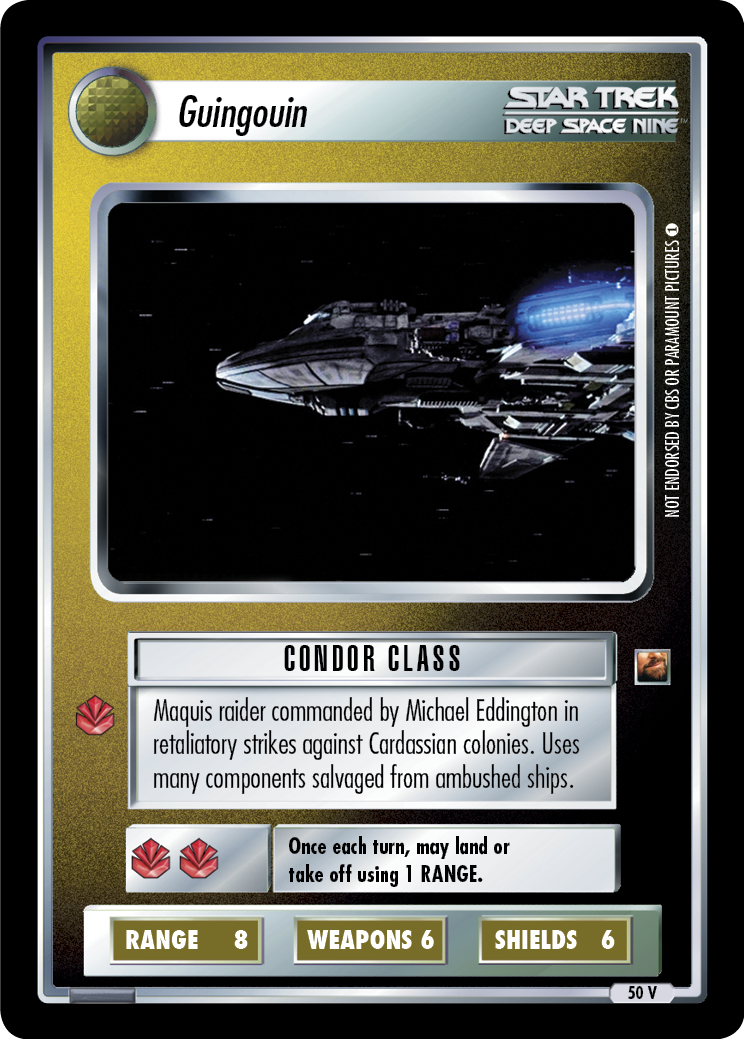 Guingouin
STAR TREK
DEEP SPACE NINE™
NOT ENDORSED BY CBS OR PARAMOUNT PICTURES 1
CONDOR CLASS
Maquis raider commanded by Michael Eddington in
retaliatory strikes against Cardassian colonies. Uses
many components salvaged from ambushed ships.
Once each turn, may land or
take off using 1 RANGE.
RANGE 8
WEAPONS 6
SHIELDS 6
50 V